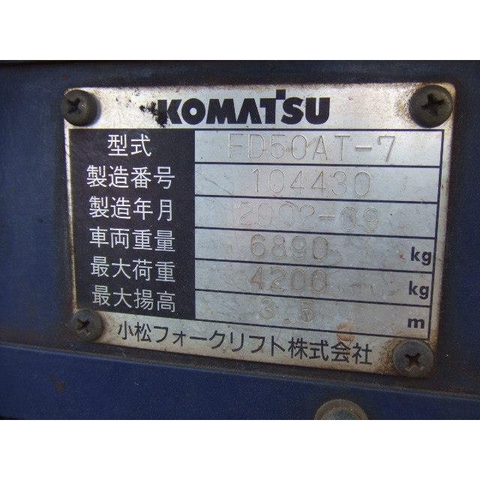 KOMATSU
型式 FD50AT-7
製造番号 104430
製造年月
車両重量 6890 kg
最大荷重 4200 kg
最大揚高 m
小松フォークリフト株式会社